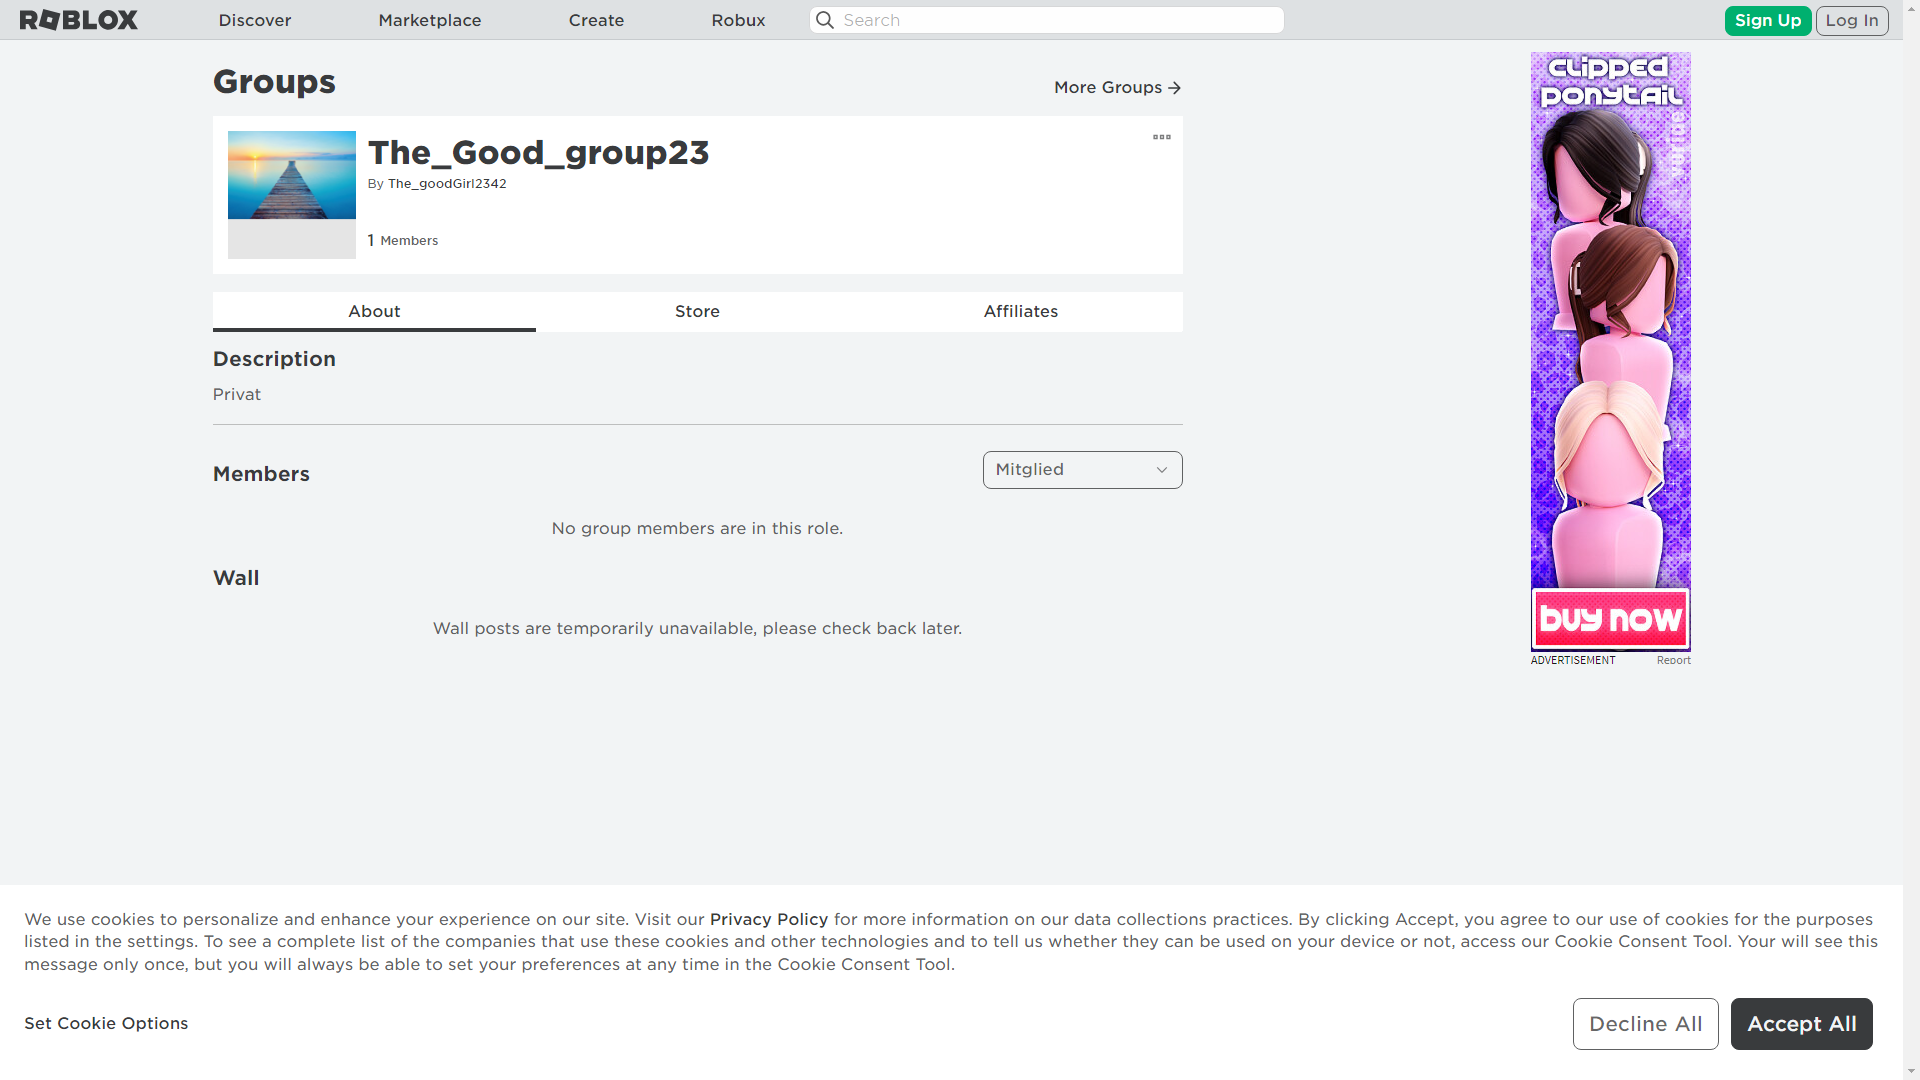 ROBLOX
Discover
Marketplace
Create
Robux
Search
Sign Up
Log In
Groups
More Groups
The_Good_group23
By The_goodGirl2342
1 Members
About
Store
Affiliates
Description
Privat
Members
Mitglied
No group members are in this role.
Wall
Wall posts are temporarily unavailable, please check back later.
clipped
ponytail
buy now
ADVERTISEMENT
Report
We use cookies to personalize and enhance your experience on our site. Visit our Privacy Policy for more information on our data collections practices. By clicking Accept, you agree to our use of cookies for the purposes
listed in the settings. To see a complete list of the companies that use these cookies and other technologies and to tell us whether they can be used on your device or not, access our Cookie Consent Tool. Your will see this
message only once, but you will always be able to set your preferences at any time in the Cookie Consent Tool.
Set Cookie Options
Decline All
Accept All